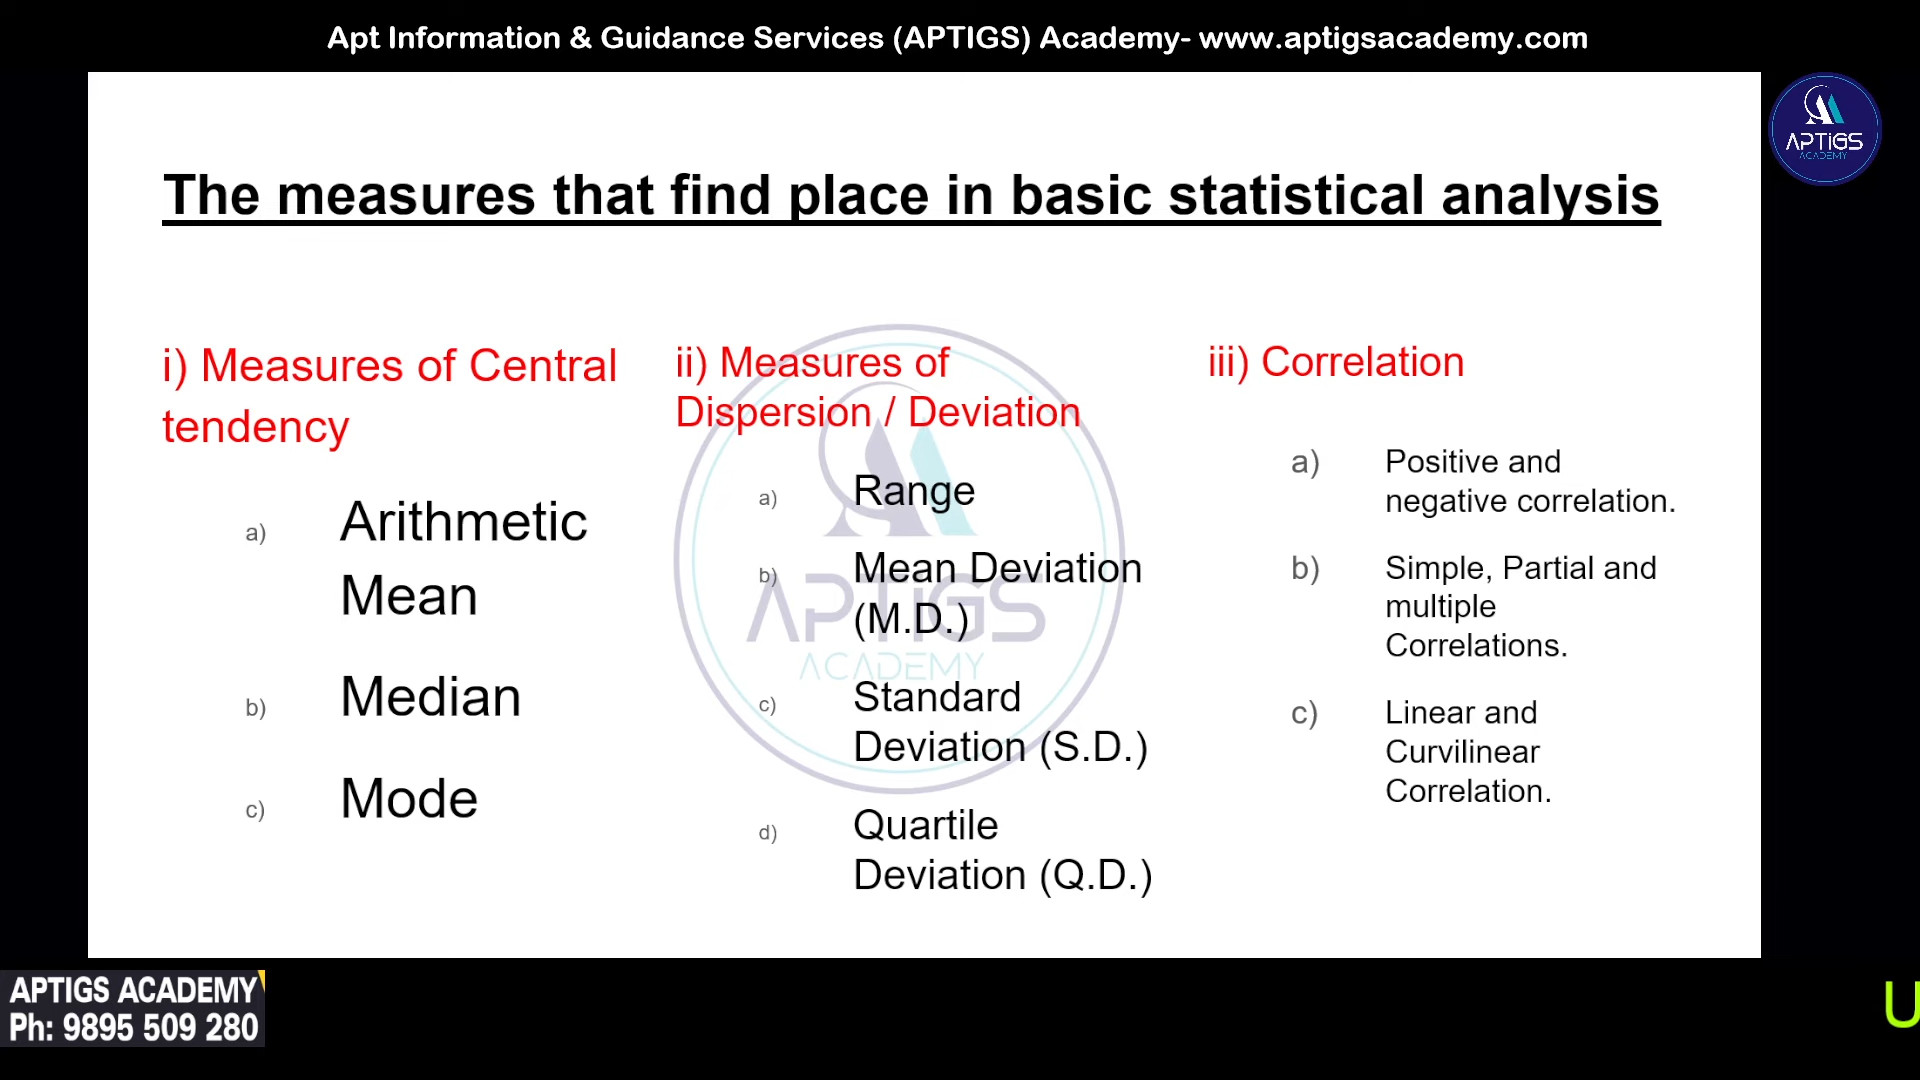 Apt Information & Guidance Services (APTIGS) Academy- www.aptigsacademy.com
APTIGS
ACADEMY
The measures that find place in basic statistical analysis
i) Measures of Central
tendency
a) Arithmetic
Mean
b) Median
c) Mode
ii) Measures of
Dispersion / Deviation
a) Range
b) Mean Deviation
(M.D.)
c) Standard
Deviation (S.D.)
d) Quartile
Deviation (Q.D.)
iii) Correlation
a) Positive and
negative correlation.
b) Simple, Partial and
multiple
Correlations.
c) Linear and
Curvilinear
Correlation.
APTIGS
ACADEMY
APTIGS ACADEMY
Ph: 9895 509 280
U